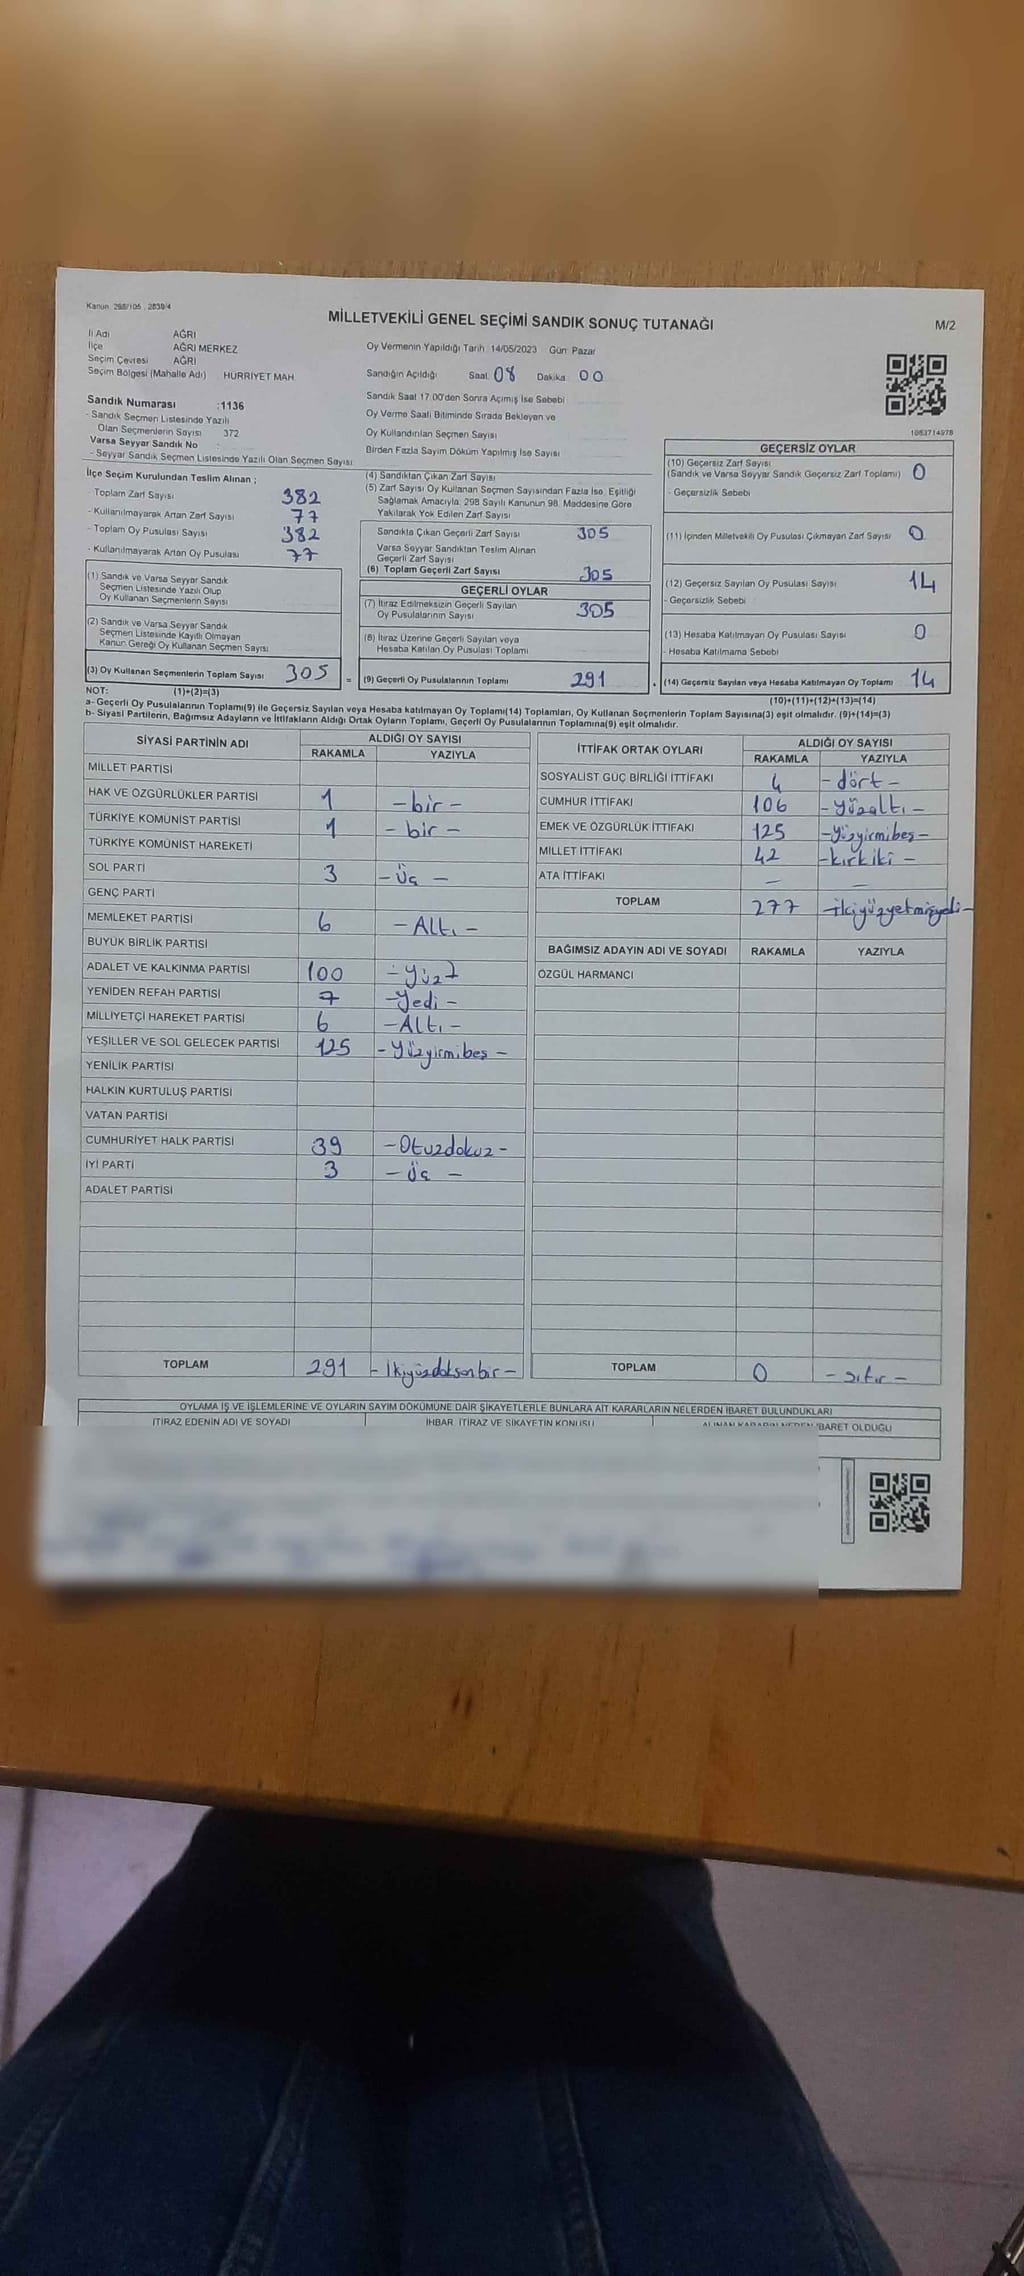 Kanun 298/105 , 2839/4
MİLLETVEKİLİ GENEL SEÇİMİ SANDIK SONUÇ TUTANAĞI
M/2
İl Adı AĞRI
İlçe AĞRI MERKEZ
Seçim Çevresi AĞRI
Seçim Bölgesi (Mahalle Adı) HÜRRİYET MAH.
Oy Vermenin Yapıldığı Tarih 14/05/2023 Gün: Pazar
Sandığın Açıldığı Saat 08 Dakika 00
Sandık Saat 17.00'den Sonra Açımış İse Sebebi
Oy Verme Saati Bitiminde Sırada Bekleyen ve
Oy Kullandırılan Seçmen Sayısı
Birden Fazla Sayım Döküm Yapılmış İse Sayısı
Sandık Numarası :1136
- Sandık Seçmen Listesinde Yazılı
Olan Seçmenlerin Sayısı 372
Varsa Seyyar Sandık No
- Seyyar Sandık Seçmen Listesinde Yazılı Olan Seçmen Sayısı
1063714978
İlçe Seçim Kurulundan Teslim Alınan ;
- Toplam Zarf Sayısı 382
- Kullanılmayarak Artan Zarf Sayısı 77
- Toplam Oy Pusulası Sayısı 382
- Kullanılmayarak Artan Oy Pusulası 77
(1) Sandık ve Varsa Seyyar Sandık
Seçmen Listesinde Yazılı Olup
Oy Kullanan Seçmenlerin Sayısı
(2) Sandık ve Varsa Seyyar Sandık
Seçmen Listesinde Kayıtlı Olmayan
Kanun Gereği Oy Kullanan Seçmen Sayısı
(3) Oy Kullanan Seçmenlerin Toplam Sayısı 305 =
(4) Sandıktan Çıkan Zarf Sayısı
(5) Zarf Sayısı Oy Kullanan Seçmen Sayısından Fazla İse, Eşitliği
Sağlamak Amacıyla, 298 Sayılı Kanunun 98. Maddesine Göre
Yakılarak Yok Edilen Zarf Sayısı
Sandıkta Çıkan Geçerli Zarf Sayısı 305
Varsa Seyyar Sandıktan Teslim Alınan
Geçerli Zarf Sayısı
(6) Toplam Geçerli Zarf Sayısı 305
GEÇERLİ OYLAR
(7) İtiraz Edilmeksizin Geçerli Sayılan
Oy Pusulalarının Sayısı 305
(8) İtiraz Üzerine Geçerli Sayılan veya
Hesaba Katılan Oy Pusulası Toplamı
(9) Geçerli Oy Pusulalarının Toplamı 291
GEÇERSİZ OYLAR
(10) Geçersiz Zarf Sayısı
(Sandık ve Varsa Seyyar Sandık Geçersiz Zarf Toplamı) 0
- Geçersizlik Sebebi
(11) İçinden Milletvekili Oy Pusulası Çıkmayan Zarf Sayısı 0
(12) Geçersiz Sayılan Oy Pusulası Sayısı 14
- Geçersizlik Sebebi
(13) Hesaba Katılmayan Oy Pusulası Sayısı 0
- Hesaba Katılmama Sebebi
(14) Geçersiz Sayılan veya Hesaba Katılmayan Oy Toplamı 14
NOT: (1)+(2)=(3) (10)+(11)+(12)+(13)=(14)
a- Geçerli Oy Pusulalarının Toplamı(9) ile Geçersiz Sayılan veya Hesaba katılmayan Oy Toplamı(14) Toplamları, Oy Kullanan Seçmenlerin Toplam Sayısına(3) eşit olmalıdır. (9)+(14)=(3)
b- Siyasi Partilerin, Bağımsız Adayların ve İttifakların Aldığı Ortak Oyların Toplamı, Geçerli Oy Pusulalarının Toplamına(9) eşit olmalıdır.
SİYASİ PARTİNİN ADI ALDIĞI OY SAYISI
RAKAMLA YAZIYLA
MİLLET PARTİSİ
HAK VE ÖZGÜRLÜKLER PARTİSİ 1 - bir -
TÜRKİYE KOMÜNİST PARTİSİ 1 - bir -
TÜRKİYE KOMÜNİST HAREKETİ
SOL PARTİ 3 - Üç -
GENÇ PARTİ
MEMLEKET PARTİSİ 6 - Altı -
BÜYÜK BİRLİK PARTİSİ
ADALET VE KALKINMA PARTİSİ 100 - Yüz -
YENİDEN REFAH PARTİSİ 7 - Yedi -
MİLLİYETÇİ HAREKET PARTİSİ 6 - Altı -
YEŞİLLER VE SOL GELECEK PARTİSİ 125 - Yüzyirmibeş -
YENİLİK PARTİSİ
HALKIN KURTULUŞ PARTİSİ
VATAN PARTİSİ
CUMHURİYET HALK PARTİSİ 39 - Otuzdokuz -
İYİ PARTİ 3 - Üç -
ADALET PARTİSİ
TOPLAM 291 - İkiyüzdoksanbir -
İTTİFAK ORTAK OYLARI ALDIĞI OY SAYISI
RAKAMLA YAZIYLA
SOSYALİST GÜÇ BİRLİĞİ İTTİFAKI 4 - dört -
CUMHUR İTTİFAKI 106 - Yüzaltı -
EMEK VE ÖZGÜRLÜK İTTİFAKI 125 - Yüzyirmibeş -
MİLLET İTTİFAKI 42 - kırkiki -
ATA İTTİFAKI - -
TOPLAM 277 - İkiyüzyetmişyedi -
BAĞIMSIZ ADAYIN ADI VE SOYADI RAKAMLA YAZIYLA
ÖZGÜL HARMANCI
TOPLAM 0 - sıfır -
OYLAMA İŞ VE İŞLEMLERİNE VE OYLARIN SAYIM DÖKÜMÜNE DAİR ŞİKAYETLERLE BUNLARA AİT KARARLARIN NELERDEN İBARET BULUNDUKLARI
İTİRAZ EDENİN ADI VE SOYADI İHBAR, İTİRAZ VE ŞİKAYETİN KONUSU ALINAN KARARIN NEDEN İBARET OLDUĞU